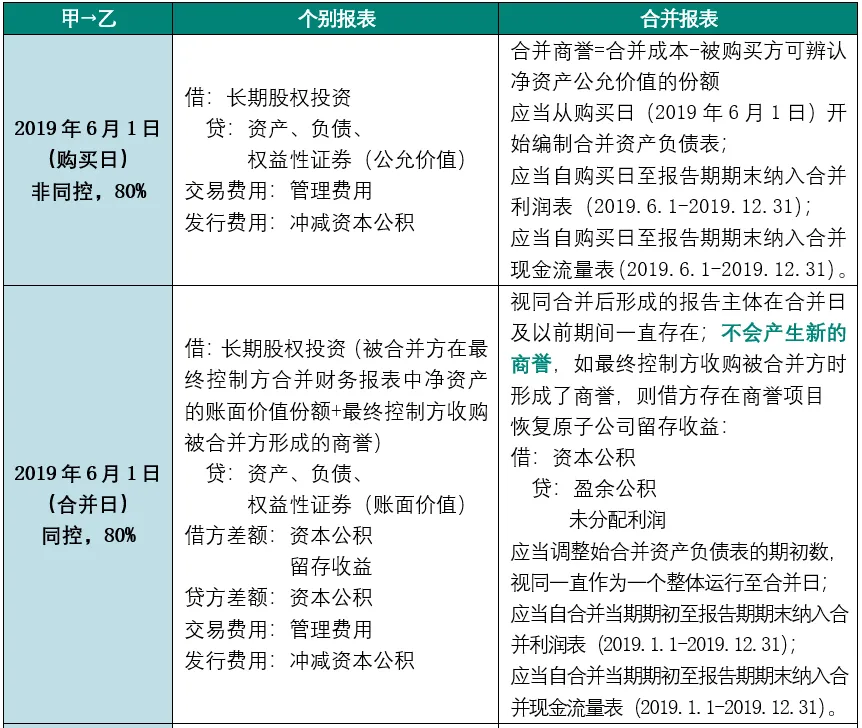 甲→乙
个别报表
合并报表
2019 年 6 月 1 日
（购买日）
非同控，80%
借：长期股权投资
贷：资产、负债、
权益性证券（公允价值）
交易费用：管理费用
发行费用：冲减资本公积
合并商誉=合并成本-被购买方可辨认
净资产公允价值的份额
应当从购买日（2019 年 6 月 1 日）开
始编制合并资产负债表；
应当自购买日至报告期期末纳入合并
利润表（2019.6.1-2019.12.31）；
应当自购买日至报告期期末纳入合并
现金流量表（2019.6.1-2019.12.31）。
2019 年 6 月 1 日
（合并日）
同控，80%
借：长期股权投资（被合并方在最
终控制方合并财务报表中净资产
的账面价值份额+最终控制方收购
被合并方形成的商誉）
贷：资产、负债、
权益性证券（账面价值）
借方差额：资本公积
留存收益
贷方差额：资本公积
交易费用：管理费用
发行费用：冲减资本公积
视同合并后形成的报告主体在合并日
及以前期间一直存在；不会产生新的
商誉，如最终控制方收购被合并方时
形成了商誉，则借方存在商誉项目
恢复原子公司留存收益：
借：资本公积
贷：盈余公积
未分配利润
应当调整始合并资产负债表的期初数，
视同一直作为一个整体运行至合并日；
应当自合并当期期初至报告期期末纳入合
并利润表（2019.1.1-2019.12.31）；
应当自合并当期期初至报告期期末纳入合
并现金流量表（2019.1.1-2019.12.31）。